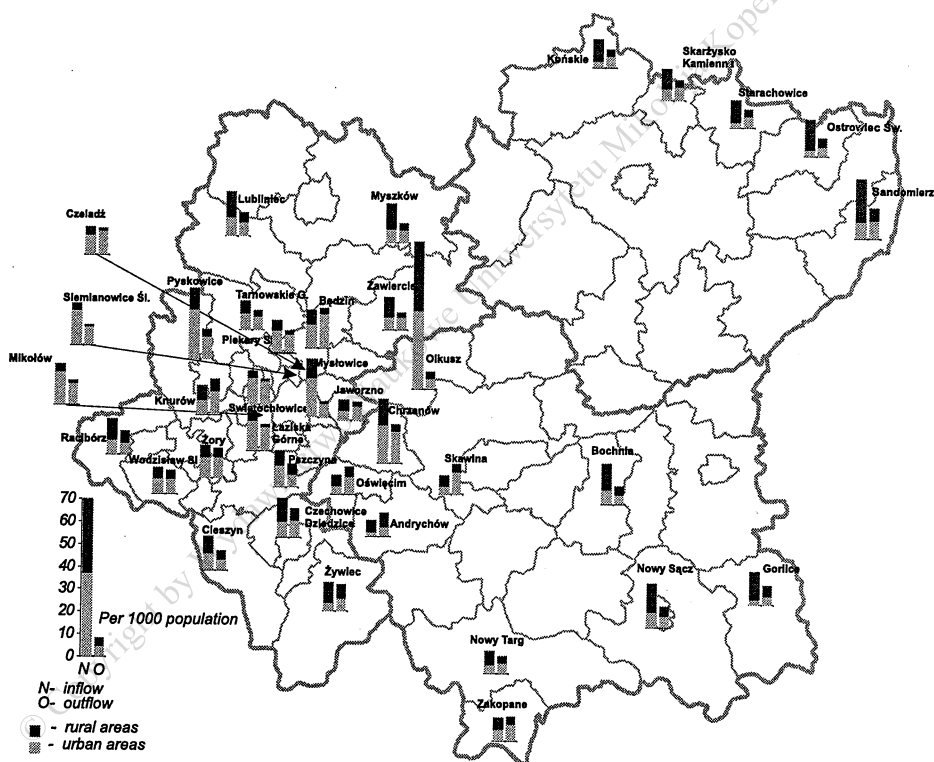 Końskie
Skarżysko
Kamienna
Starachowice
Ostrowiec Św.
Sandomierz
Lubliniec
Myszków
Czeladź
Siemianowice Śl.
Pyskowice
Tarnowskie G.
Będzin
Zawiercie
Piekary Śl
Mikołów
Mysłowice
Olkusz
Knurów
Jaworzno
Świętochłowice
Chrzanów
Racibórz
Żory
Łaziska
Górne
Wodzisław Śl
Pszczyna
Oświęcim
Skawina
Bochnia
Cieszyn
Czechowice
Dziedzice
Andrychów
Żywiec
Nowy Sącz
Gorlice
Nowy Targ
Zakopane
70
60
50
40
30
20
10
0
N O
Per 1000 population
N- inflow
O- outflow
- rural areas
- urban areas